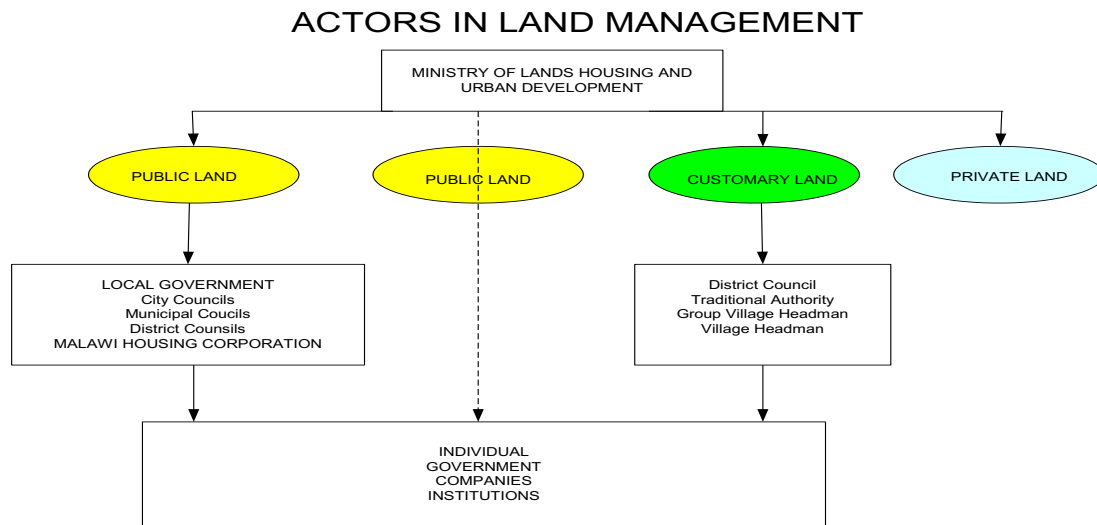 ACTORS IN LAND MANAGEMENT
MINISTRY OF LANDS HOUSING AND
URBAN DEVELOPMENT
PUBLIC LAND
PUBLIC LAND
CUSTOMARY LAND
PRIVATE LAND
LOCAL GOVERNMENT
City Councils
Municipal Coucils
District Counsils
MALAWI HOUSING CORPORATION
District Council
Traditional Authority
Group Village Headman
Village Headman
INDIVIDUAL
GOVERNMENT
COMPANIES
INSTITUTIONS